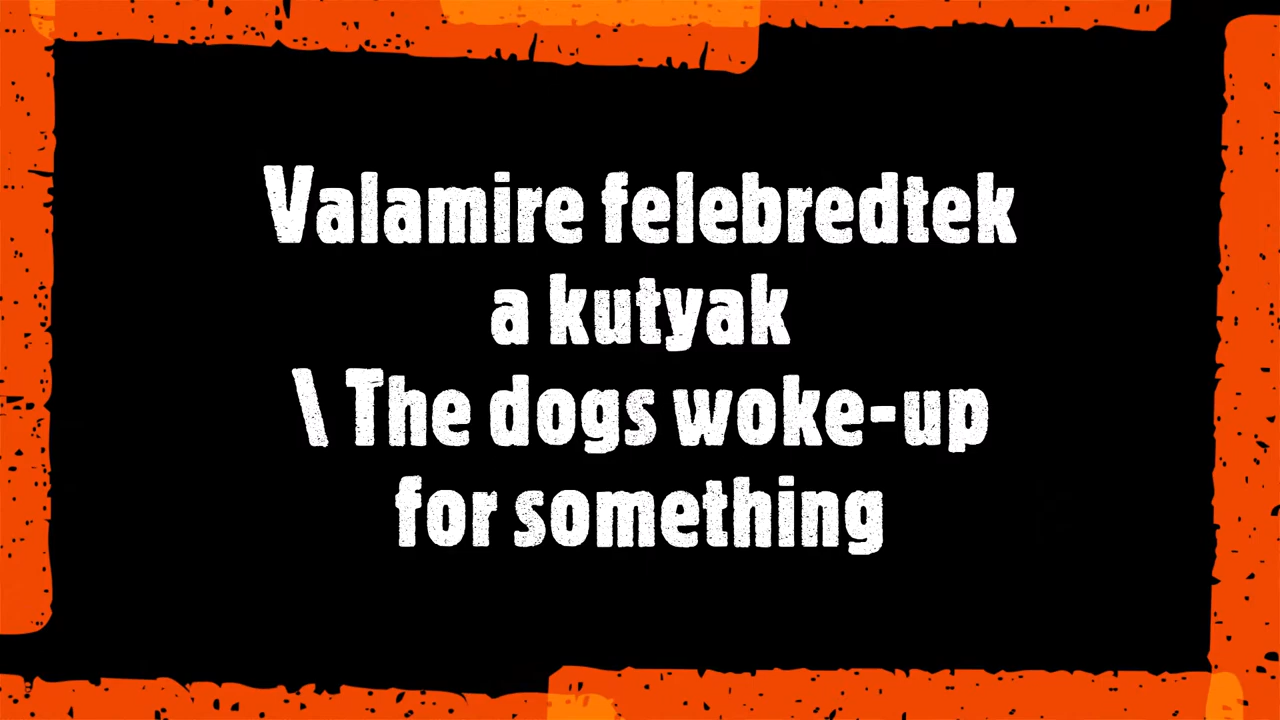 Valamire felebredtek
a kutyak
\ The dogs woke-up
for something